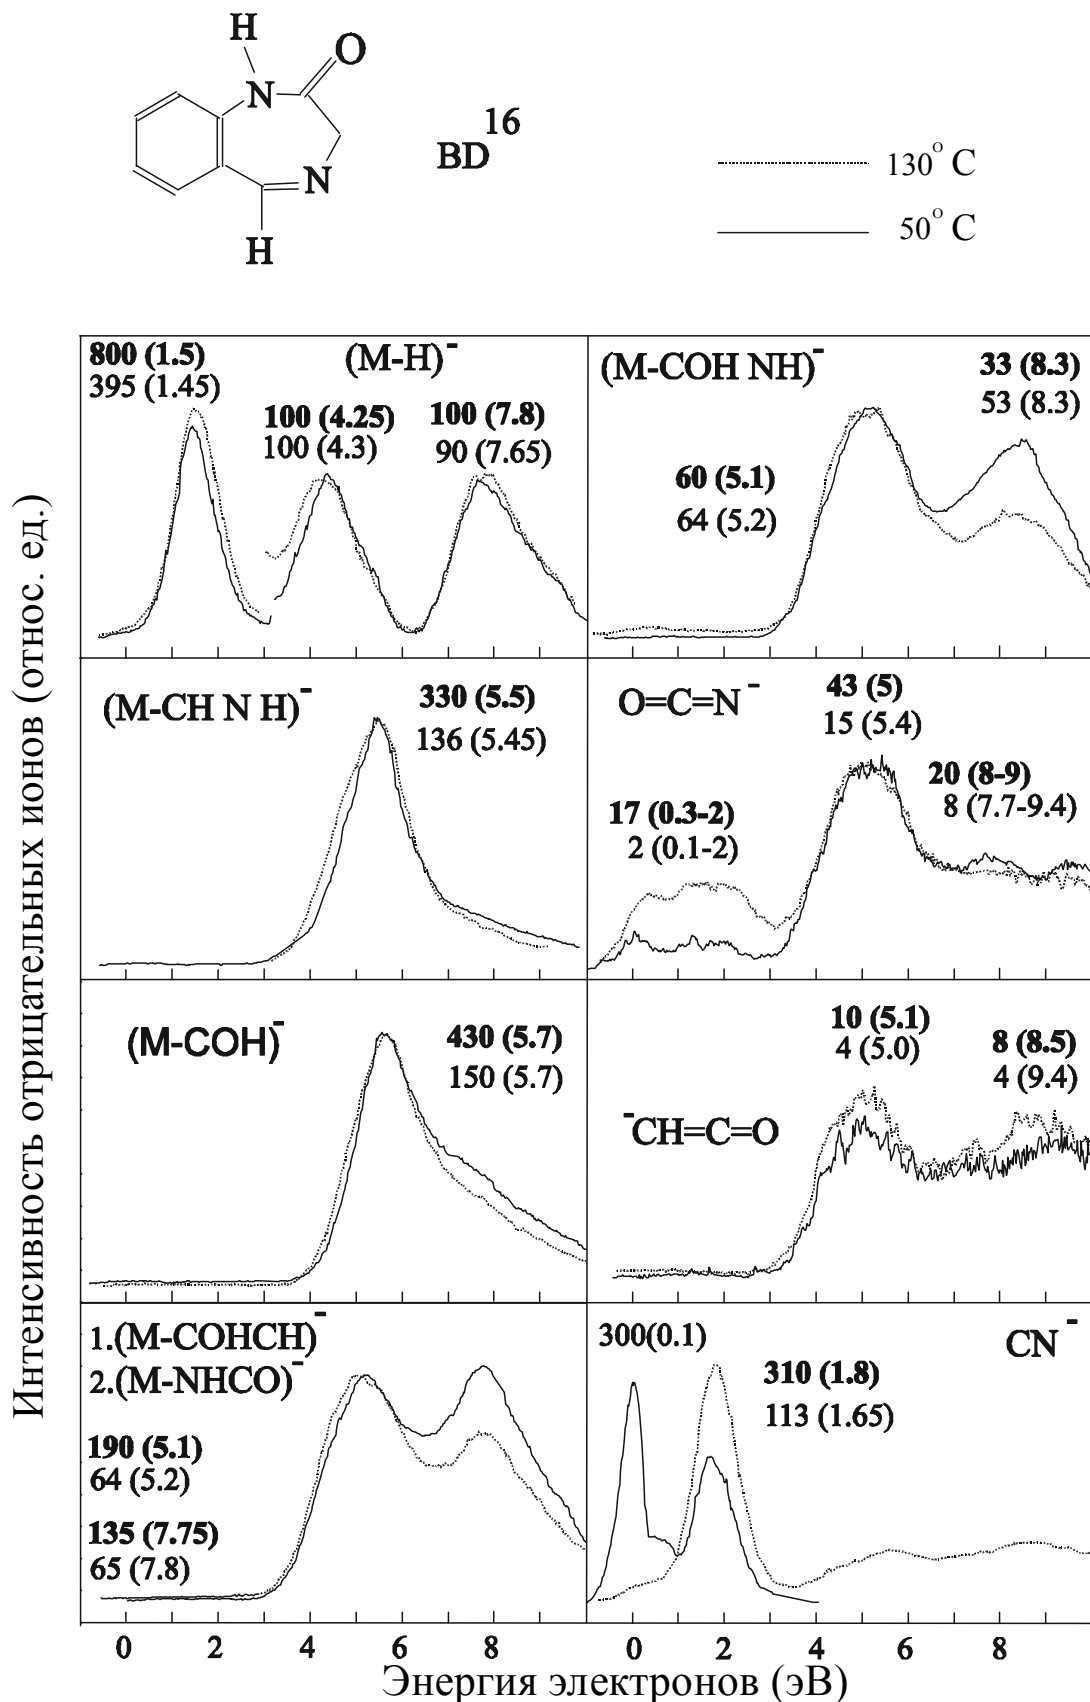 H
O
N
N
H
BD¹⁶
130° C
50° C
Интенсивность отрицательных ионов (относ. ед.)
800 (1.5)
395 (1.45)
(M-H)⁻
100 (4.25)
100 (4.3)
100 (7.8)
90 (7.65)
(M-COH NH)⁻
33 (8.3)
53 (8.3)
60 (5.1)
64 (5.2)
(M-CH N H)⁻
330 (5.5)
136 (5.45)
O=C=N⁻
43 (5)
15 (5.4)
20 (8-9)
8 (7.7-9.4)
17 (0.3-2)
2 (0.1-2)
(M-COH)⁻
430 (5.7)
150 (5.7)
10 (5.1)
4 (5.0)
8 (8.5)
4 (9.4)
⁻CH=C=O
1.(M-COHCH)⁻
2.(M-NHCO)⁻
190 (5.1)
64 (5.2)
135 (7.75)
65 (7.8)
300(0.1)
CN⁻
310 (1.8)
113 (1.65)
0 2 4 6 8
0 2 4 6 8
Энергия электронов (эВ)